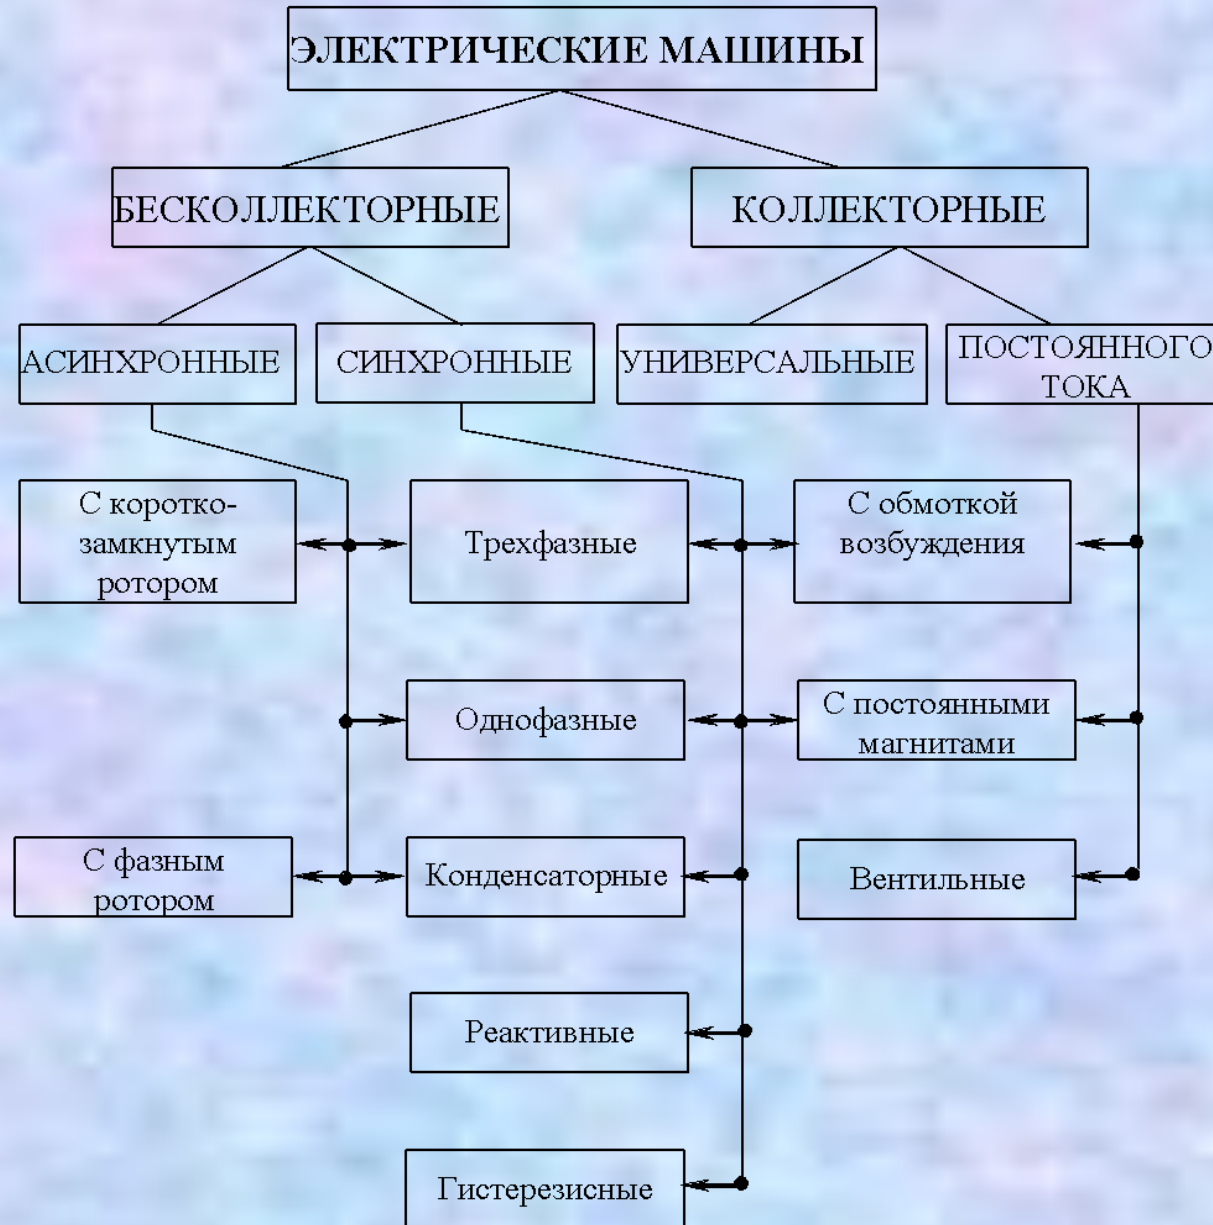 ЭЛЕКТРИЧЕСКИЕ МАШИНЫ
БЕСКОЛЛЕКТОРНЫЕ
КОЛЛЕКТОРНЫЕ
АСИНХРОННЫЕ
СИНХРОННЫЕ
УНИВЕРСАЛЬНЫЕ
ПОСТОЯННОГО
ТОКА
С коротко-
замкнутым
ротором
Трехфазные
С обмоткой
возбуждения
Однофазные
С постоянными
магнитами
С фазным
ротором
Конденсаторные
Вентильные
Реактивные
Гистерезисные